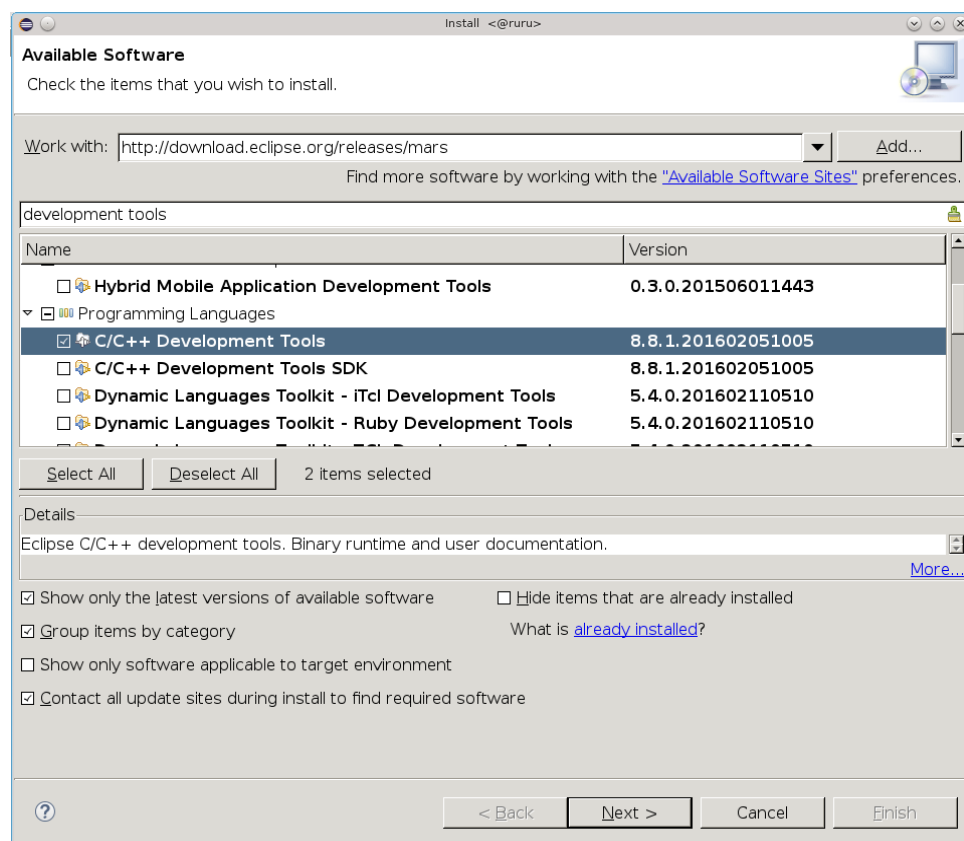 Install <@ruru>
Available Software
Check the items that you wish to install.
Work with: http://download.eclipse.org/releases/mars Add...
Find more software by working with the "Available Software Sites" preferences.
development tools
Name Version
Hybrid Mobile Application Development Tools 0.3.0.201506011443
Programming Languages
C/C++ Development Tools 8.8.1.201602051005
C/C++ Development Tools SDK 8.8.1.201602051005
Dynamic Languages Toolkit - iTcl Development Tools 5.4.0.201602110510
Dynamic Languages Toolkit - Ruby Development Tools 5.4.0.201602110510
Select All Deselect All 2 items selected
Details
Eclipse C/C++ development tools. Binary runtime and user documentation.
More...
Show only the latest versions of available software Hide items that are already installed
Group items by category What is already installed?
Show only software applicable to target environment
Contact all update sites during install to find required software
? < Back Next > Cancel Finish